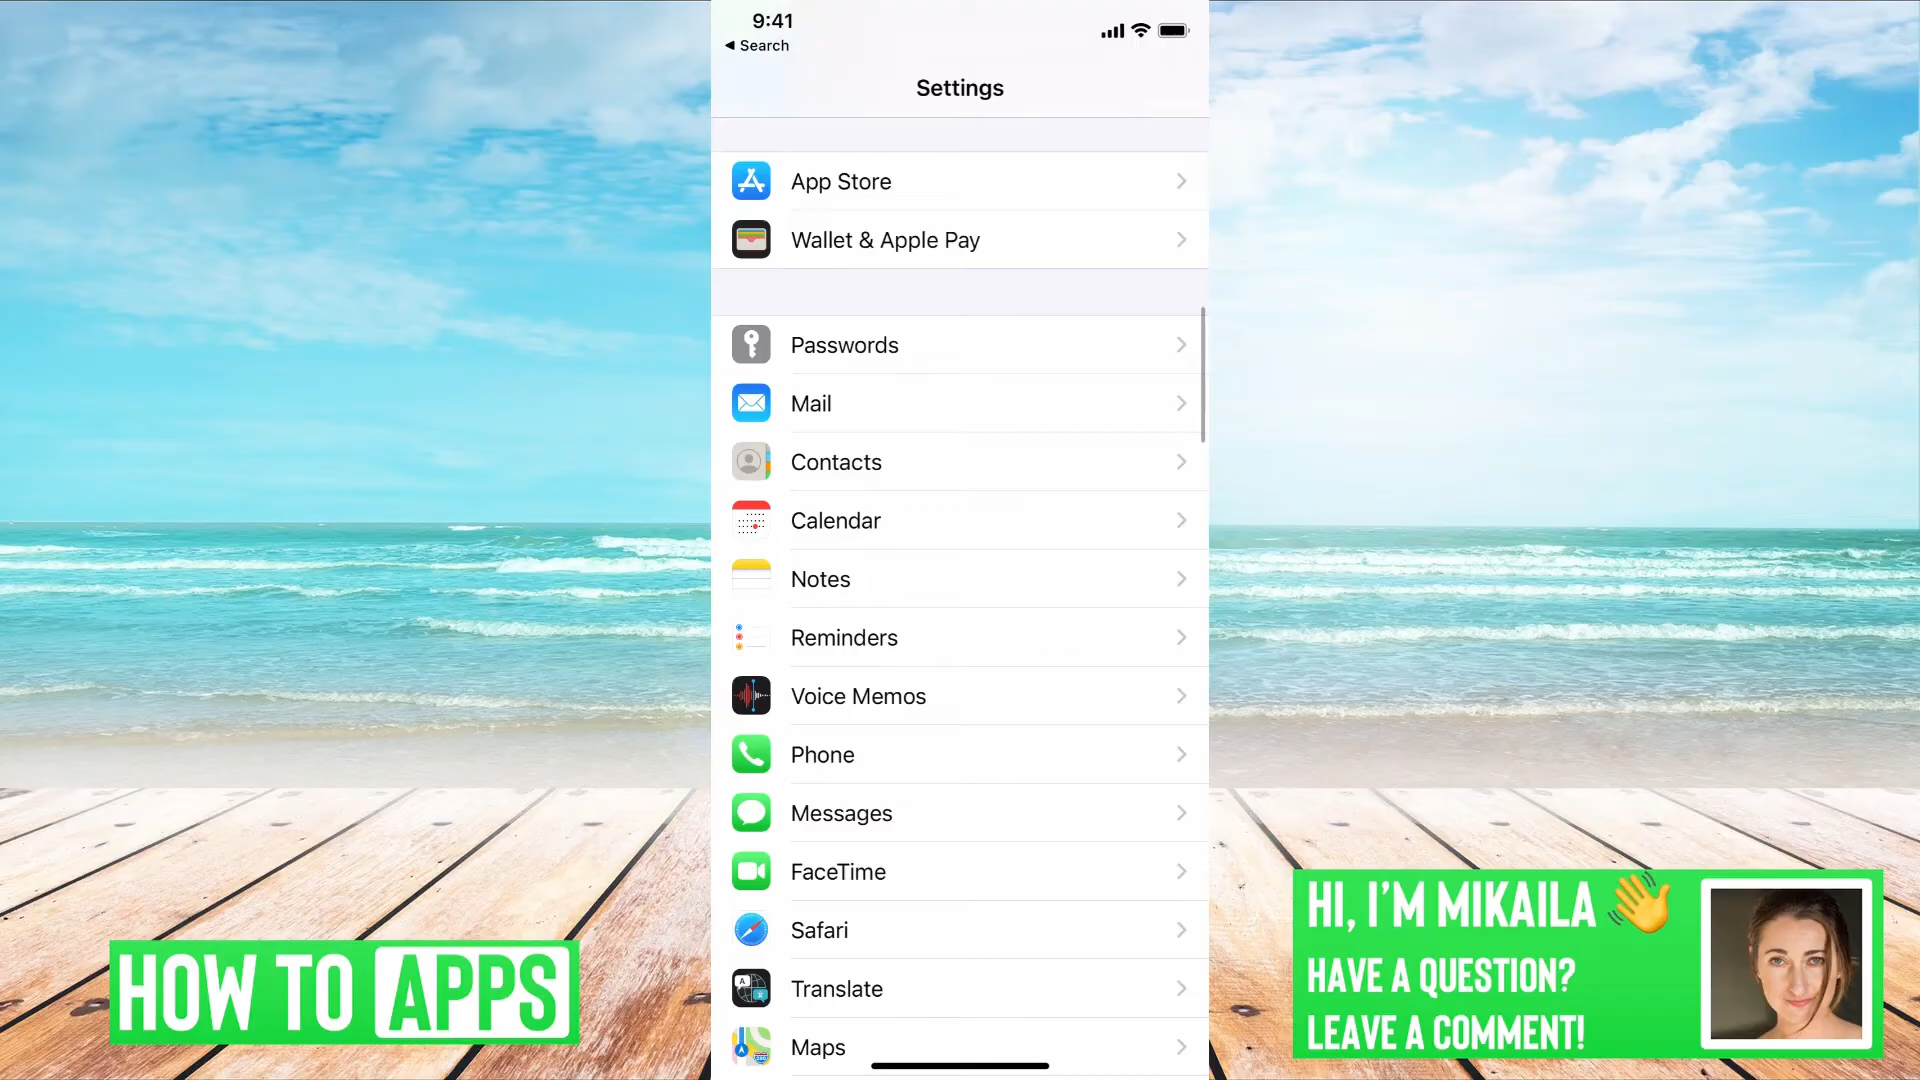 9:41
◀ Search
Settings
App Store
Wallet & Apple Pay
Passwords
Mail
Contacts
Calendar
Notes
Reminders
Voice Memos
Phone
Messages
FaceTime
Safari
Translate
Maps
HOW TO APPS
HI, I'M MIKAILA 👋
HAVE A QUESTION?
LEAVE A COMMENT!